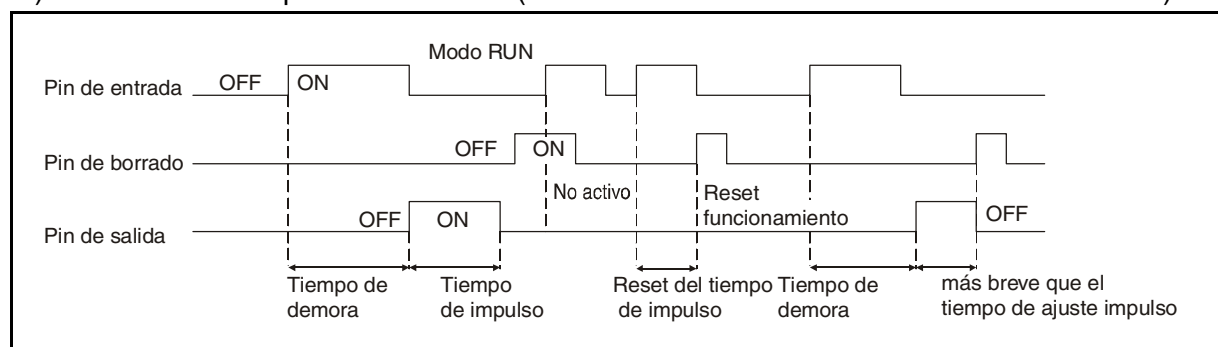 Modo RUN
Pin de entrada OFF ON
Pin de borrado OFF ON
No activo Reset
funcionamiento
Pin de salida OFF ON OFF
Tiempo de
demora
Tiempo
de impulso
Reset del tiempo
de impulso
Tiempo de
demora
más breve que el
tiempo de ajuste impulso